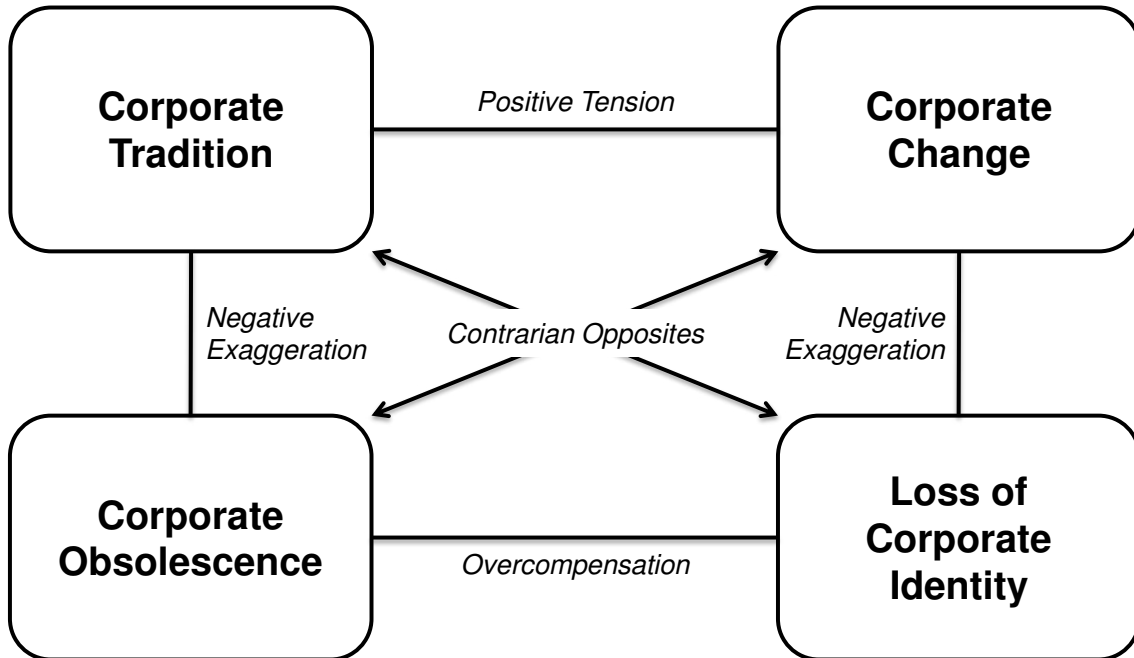 Corporate
Tradition
Positive Tension
Corporate
Change
Negative
Exaggeration
Contrarian Opposites
Negative
Exaggeration
Corporate
Obsolescence
Overcompensation
Loss of
Corporate
Identity